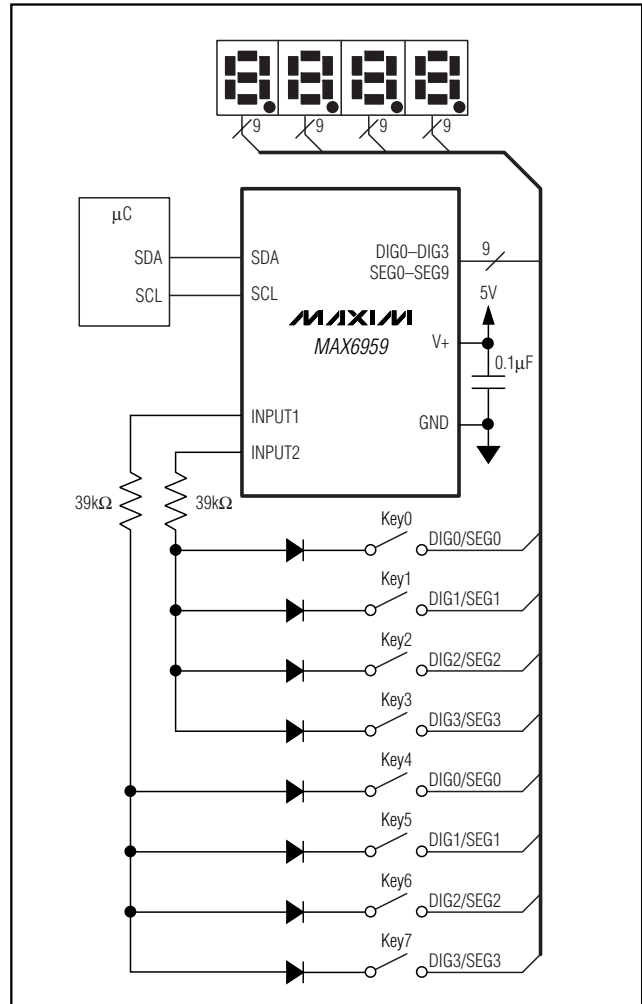 9
9
9
9
µC
SDA
SCL
SDA
SCL
DIG0–DIG3
SEG0–SEG9
9
5V
MAXIM
MAX6959
V+
0.1µF
GND
INPUT1
INPUT2
39kΩ
39kΩ
Key0
DIG0/SEG0
Key1
DIG1/SEG1
Key2
DIG2/SEG2
Key3
DIG3/SEG3
Key4
DIG0/SEG0
Key5
DIG1/SEG1
Key6
DIG2/SEG2
Key7
DIG3/SEG3